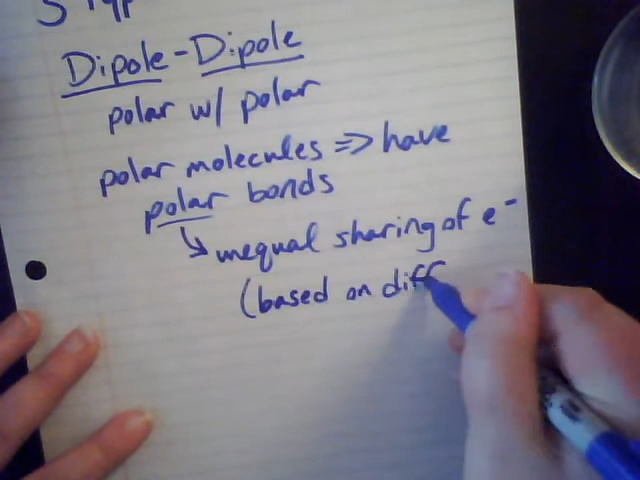 Dipole-Dipole
polar w/ polar
polar molecules => have
polar bonds
↳ unequal sharing of e⁻
(based on diff